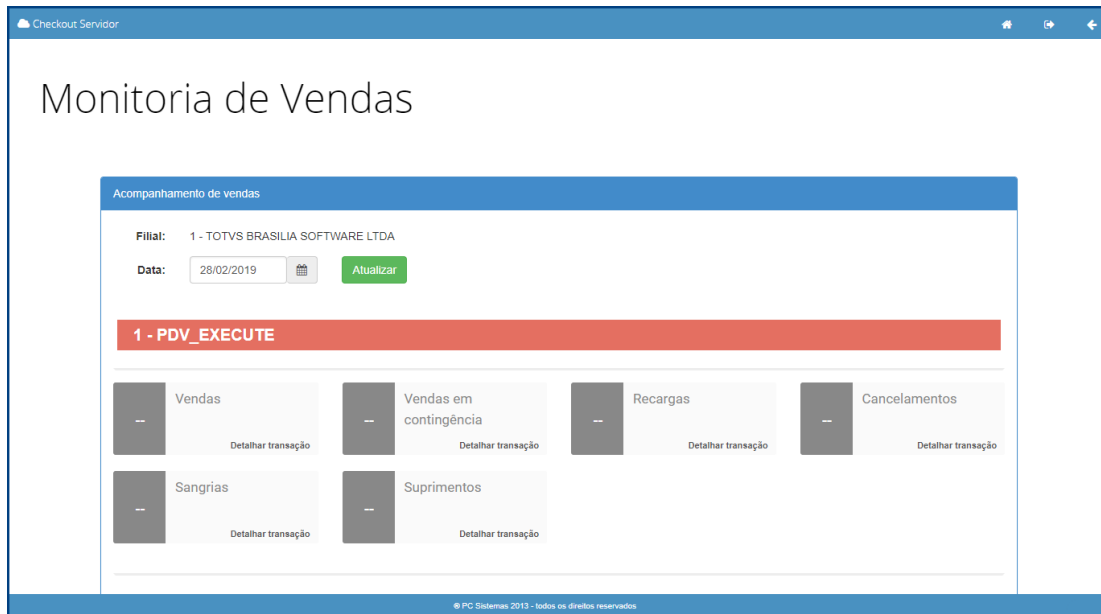 Checkout Servidor
Monitoria de Vendas
Acompanhamento de vendas
Filial: 1 - TOTVS BRASILIA SOFTWARE LTDA
Data: 28/02/2019 Atualizar
1 - PDV_EXECUTE
-- Vendas
Detalhar transação
-- Vendas em
contingência
Detalhar transação
-- Recargas
Detalhar transação
-- Cancelamentos
Detalhar transação
-- Sangrias
Detalhar transação
-- Suprimentos
Detalhar transação
® PC Sistemas 2013 - todos os direitos reservados